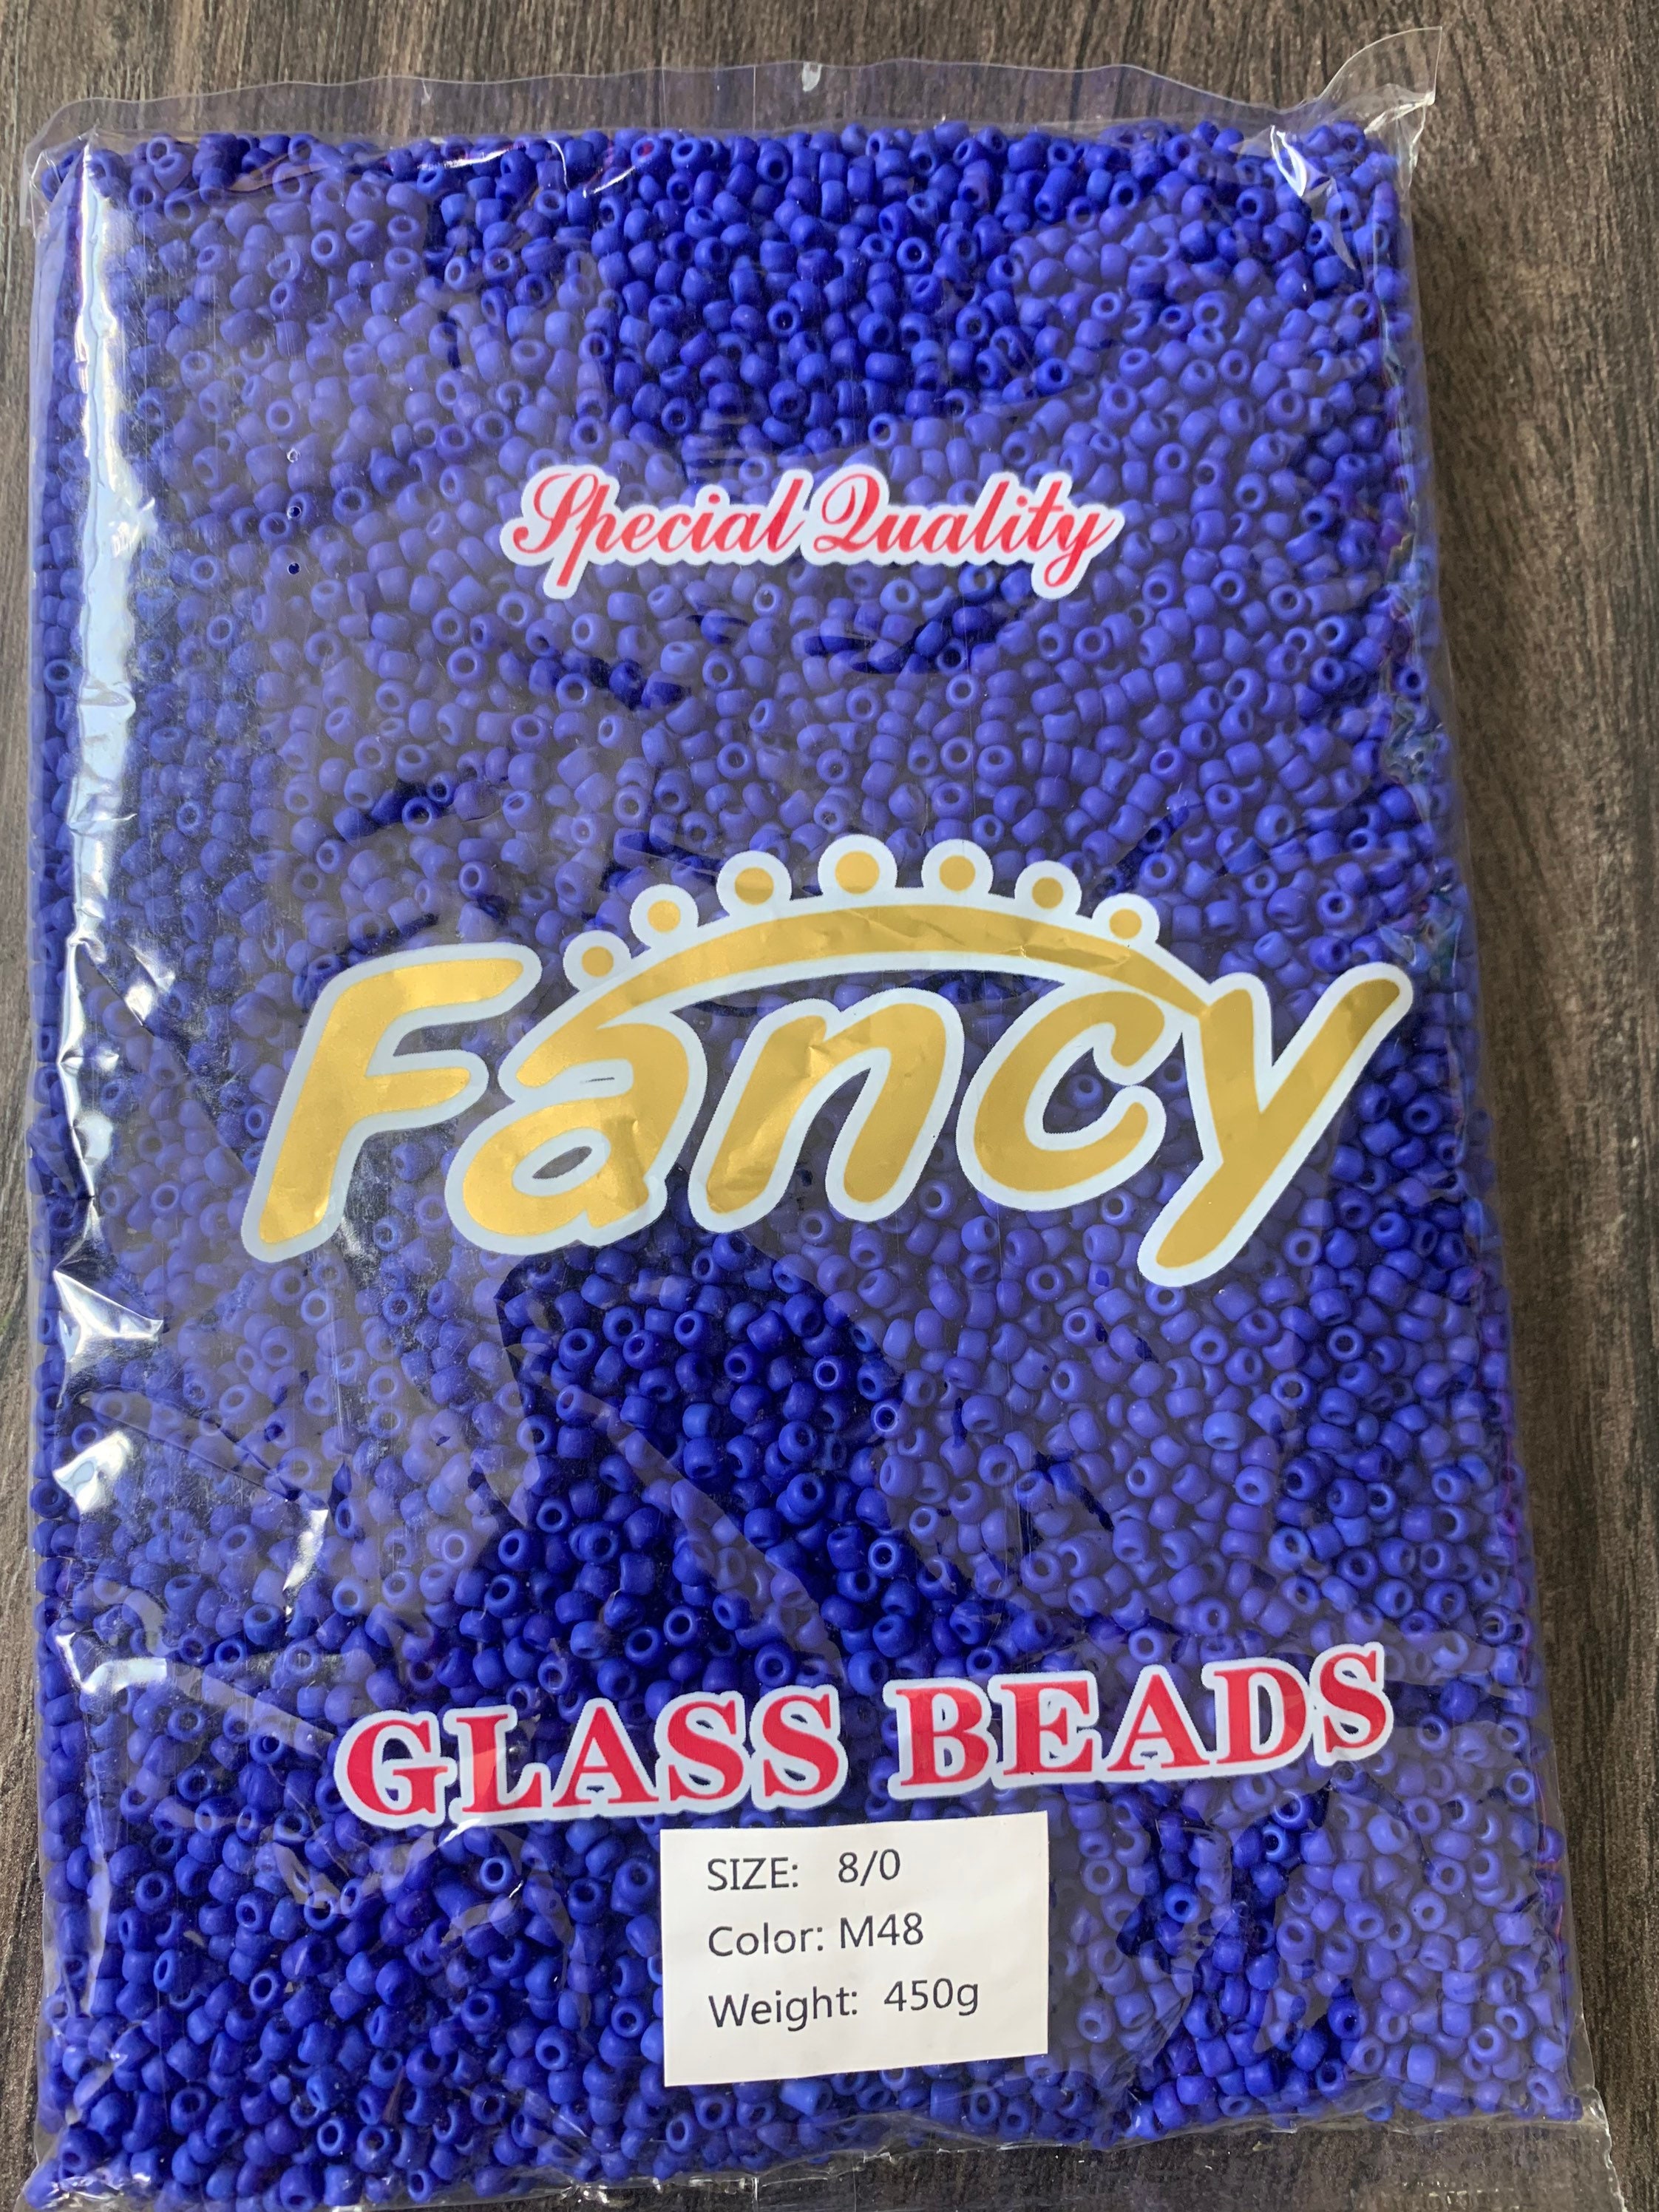 Special Quality
Fancy
GLASS BEADS
SIZE: 8/0
Color: M48
Weight: 450g